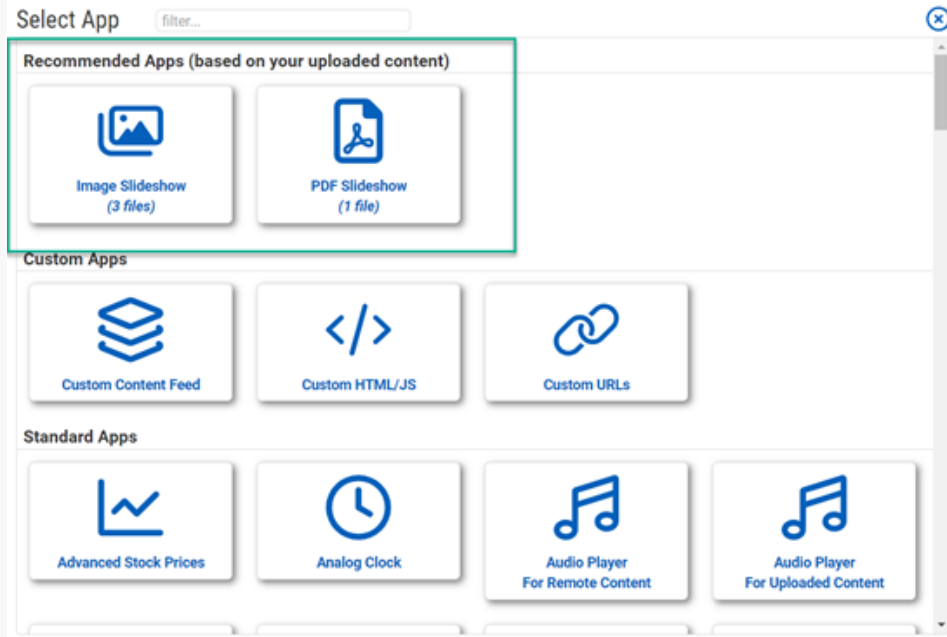 Select App
filter...
Recommended Apps (based on your uploaded content)
Image Slideshow
(3 files)
PDF Slideshow
(1 file)
Custom Apps
Custom Content Feed
Custom HTML/JS
Custom URLs
Standard Apps
Advanced Stock Prices
Analog Clock
Audio Player
For Remote Content
Audio Player
For Uploaded Content